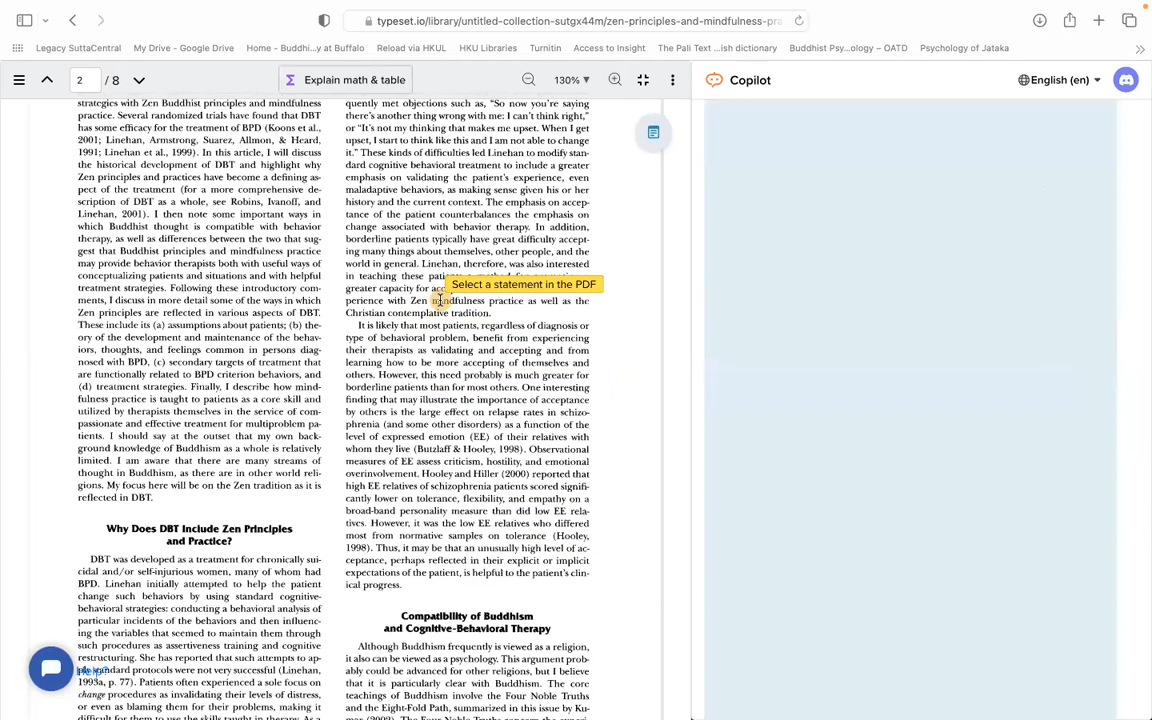 typeset.io/library/untitled-collection-sutgx44m/zen-principles-and-mindfulness-pra
Legacy SuttaCentral
My Drive - Google Drive
Home - Buddhi...y at Buffalo
Reload via HKUL
HKU Libraries
Turnitin
Access to Insight
The Pali Text ...ish dictionary
Buddhist Psy...ology – OATD
Psychology of Jataka
2 / 8
Explain math & table
130%
Copilot
English (en)
strategies with Zen Buddhist principles and mindfulness
practice. Several randomized trials have found that DBT
has some efficacy for the treatment of BPD (Koons et al.,
2001; Linehan, Armstrong, Suarez, Allmon, & Heard,
1991; Linehan et al., 1999). In this article, I will discuss
the historical development of DBT and highlight why
Zen principles and practices have become a defining as-
pect of the treatment (for a more comprehensive de-
scription of DBT as a whole, see Robins, Ivanoff, and
Linehan, 2001). I then note some important ways in
which Buddhist thought is compatible with behavior
therapy, as well as differences between the two that sug-
gest that Buddhist principles and mindfulness practice
may provide behavior therapists both with useful ways of
conceptualizing patients and situations and with helpful
treatment strategies. Following these introductory com-
ments, I discuss in more detail some of the ways in which
Zen principles are reflected in various aspects of DBT.
These include its (a) assumptions about patients; (b) the-
ory of the development and maintenance of the behav-
iors, thoughts, and feelings common in persons diag-
nosed with BPD, (c) secondary targets of treatment that
are functionally related to BPD criterion behaviors, and
(d) treatment strategies. Finally, I describe how mind-
fulness practice is taught to patients as a core skill and
utilized by therapists themselves in the service of com-
passionate and effective treatment for multiproblem pa-
tients. I should say at the outset that my own back-
ground knowledge of Buddhism as a whole is relatively
limited. I am aware that there are many streams of
thought in Buddhism, as there are in other world reli-
gions. My focus here will be on the Zen tradition as it is
reflected in DBT.
Why Does DBT Include Zen Principles
and Practice?
DBT was developed as a treatment for chronically sui-
cidal and/or self-injurious women, many of whom had
BPD. Linehan initially attempted to help the patient
change such behaviors by using standard cognitive-
behavioral strategies: conducting a behavioral analysis of
particular incidents of the behaviors and then influenc-
ing the variables that seemed to maintain them through
such procedures as assertiveness training and cognitive
restructuring. She has reported that such attempts to ap-
standard protocols were not very successful (Linehan,
1993a, p. 77). Patients often experienced a sole focus on
change procedures as invalidating their levels of distress,
or even as blaming them for their problems, making it
difficult for them to use the skills taught in therapy. As a
Help?
quently met objections such as, "So now you're saying
there's another thing wrong with me: I can't think right,"
or "It's not my thinking that makes me upset. When I get
upset, I start to think like this and I am not able to change
it." These kinds of difficulties led Linehan to modify stan-
dard cognitive behavioral treatment to include a greater
emphasis on validating the patient's experience, even
maladaptive behaviors, as making sense given his or her
history and the current context. The emphasis on accep-
tance of the patient counterbalances the emphasis on
change associated with behavior therapy. In addition,
borderline patients typically have great difficulty accept-
ing many things about themselves, other people, and the
world in general. Linehan, therefore, was also interested
in teaching these
greater capacity for
Select a statement in the PDF
perience with Zen mindfulness practice as well as the
Christian contemplative tradition.
It is likely that most patients, regardless of diagnosis or
type of behavioral problem, benefit from experiencing
their therapists as validating and accepting and from
learning how to be more accepting of themselves and
others. However, this need probably is much greater for
borderline patients than for most others. One interesting
finding that may illustrate the importance of acceptance
by others is the large effect on relapse rates in schizo-
phrenia (and some other disorders) as a function of the
level of expressed emotion (EE) of their relatives with
whom they live (Butzlaff & Hooley, 1998). Observational
measures of EE assess criticism, hostility, and emotional
overinvolvement. Hooley and Hiller (2000) reported that
high EE relatives of schizophrenia patients scored signifi-
cantly lower on tolerance, flexibility, and empathy on a
broad-band personality measure than did low EE rela-
tives. However, it was the low EE relatives who differed
most from normative samples on tolerance (Hooley,
1998). Thus, it may be that an unusually high level of ac-
ceptance, perhaps reflected in their explicit or implicit
expectations of the patient, is helpful to the patient's clin-
ical progress.
Compatibility of Buddhism
and Cognitive-Behavioral Therapy
Although Buddhism frequently is viewed as a religion,
it also can be viewed as a psychology. This argument prob-
ably could be advanced for other religions, but I believe
that it is particularly clear with Buddhism. The core
teachings of Buddhism involve the Four Noble Truths
and the Eight-Fold Path, summarized in this issue by Ku-